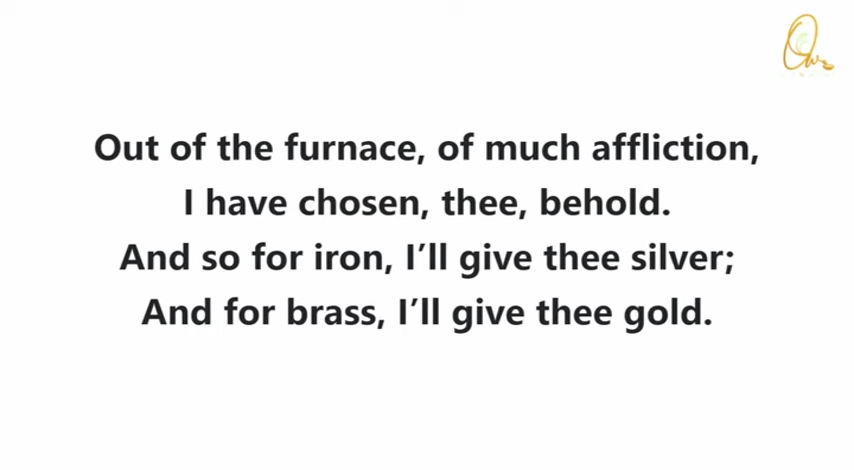 Out of the furnace, of much affliction,
I have chosen, thee, behold.
And so for iron, I’ll give thee silver;
And for brass, I’ll give thee gold.